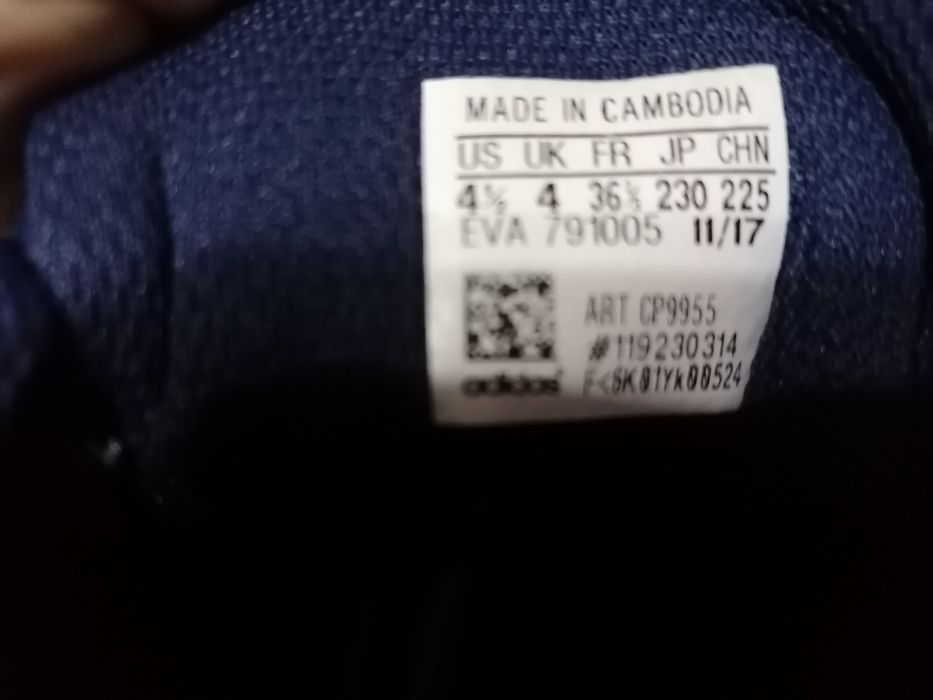 MADE IN CAMBODIA
US UK FR JP CHN
4½ 4 36⅔ 230 225
EVA 791005 11/17
ART CP9955
#119230314
adidas